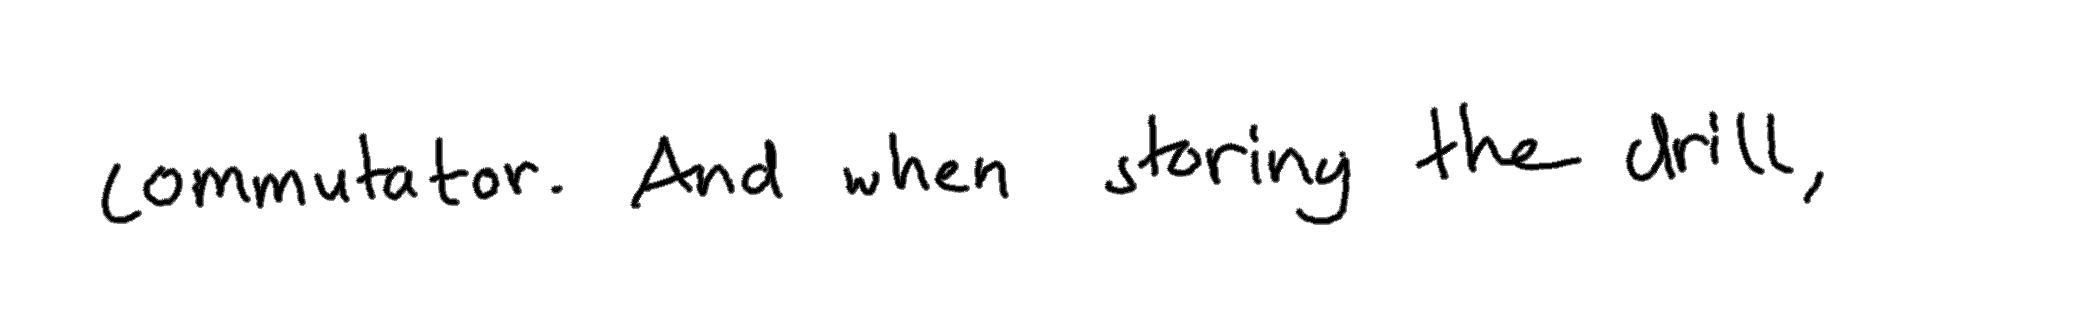 commutator. And when storing the drill,